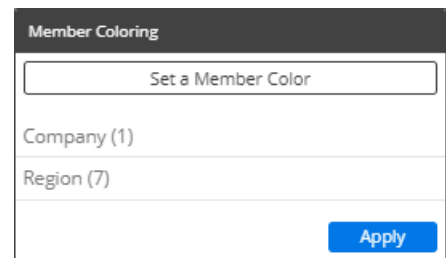 Member Coloring
Set a Member Color
Company (1)
Region (7)
Apply